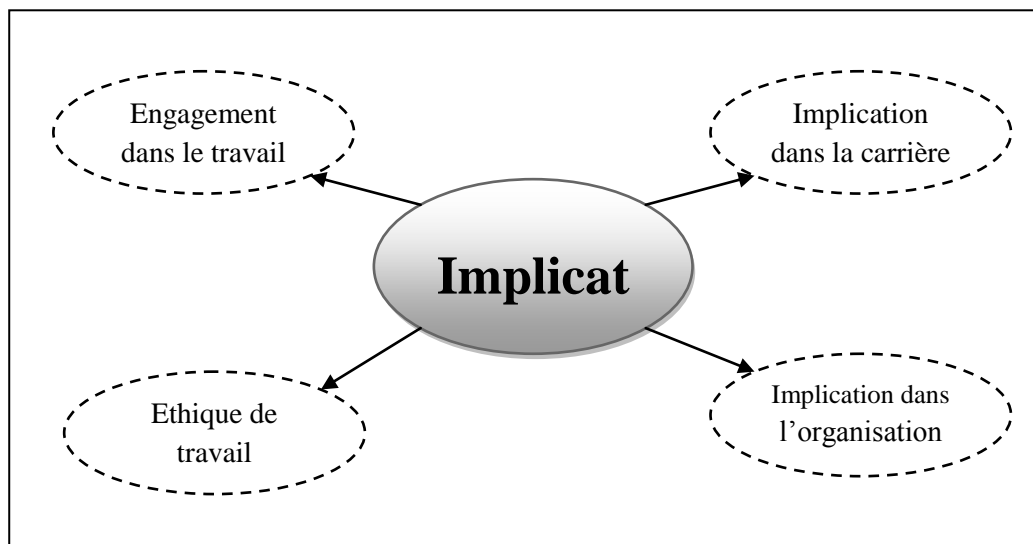 Engagement
dans le travail
Implication
dans la carrière
Implicat
Ethique de
travail
Implication dans
l’organisation